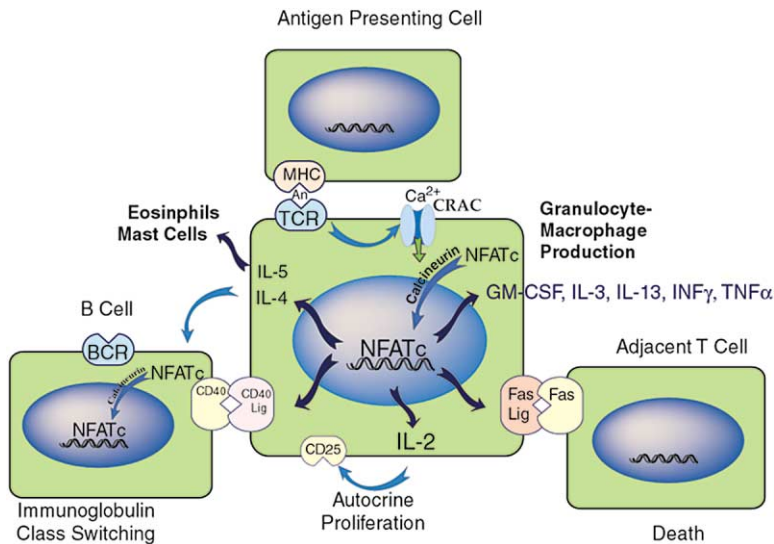 Antigen Presenting Cell
MHC
An
TCR
Ca2+
CRAC
Eosinphils
Mast Cells
Granulocyte-
Macrophage
Production
IL-5
IL-4
Calcineurin
NFATc
GM-CSF, IL-3, IL-13, INFγ, TNFα
NFATc
IL-2
B Cell
BCR
Calcineurin
NFATc
NFATc
CD40
CD40
Lig
Fas
Lig
Fas
Adjacent T Cell
CD25
Autocrine
Proliferation
Immunoglobulin
Class Switching
Death